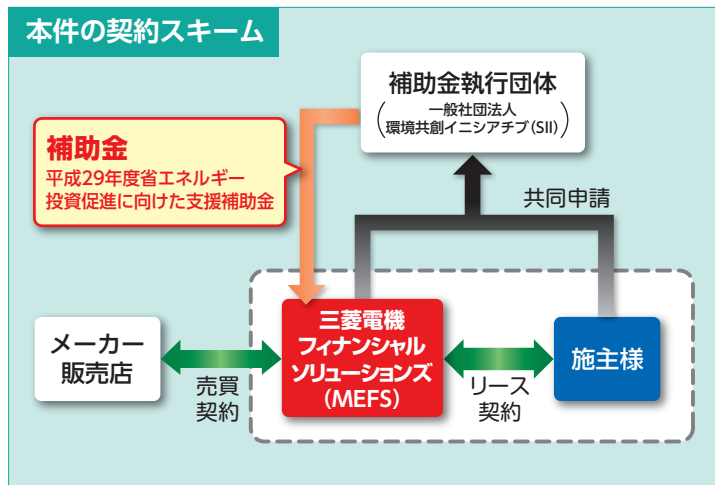 本件の契約スキーム
補助金執行団体
一般社団法人
環境共創イニシアチブ(SII)
補助金
平成29年度省エネルギー
投資促進に向けた支援補助金
共同申請
メーカー
販売店
売買
契約
三菱電機
フィナンシャル
ソリューションズ
(MEFS)
リース
契約
施主様